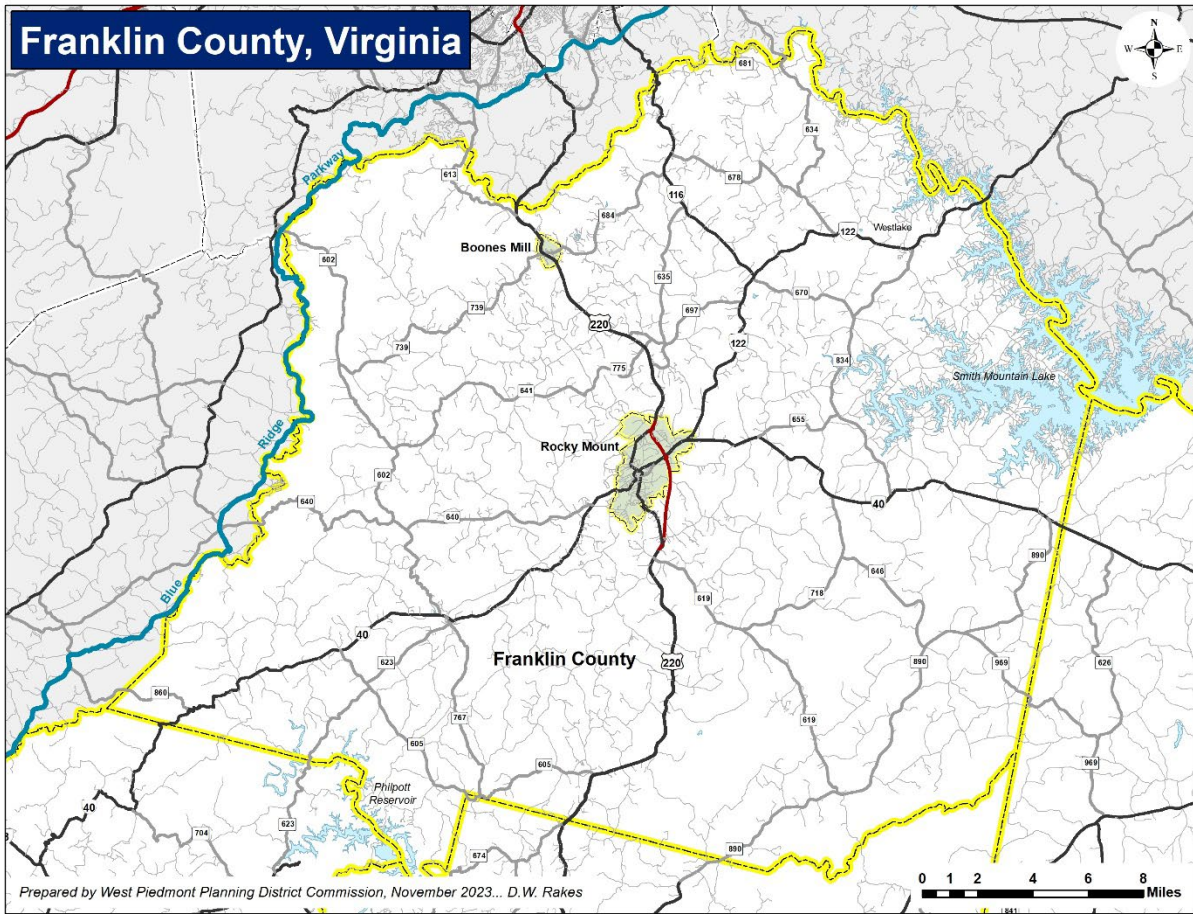 Franklin County, Virginia
N
W E
S
681
634
Parkway
613
678
116
684
122
Westlake
Boones Mill
602
635
670
739
697
220
122
739
834
775
641
Smith Mountain Lake
655
Ridge
Rocky Mount
602
640
640
40
890
Blue
619
718
646
40
623
Franklin County
220
890
969
626
860
767
619
605
605
969
Philpott
Reservoir
40
623
704
674
890
Prepared by West Piedmont Planning District Commission, November 2023... D.W. Rakes
0 1 2 4 6 8
Miles
841